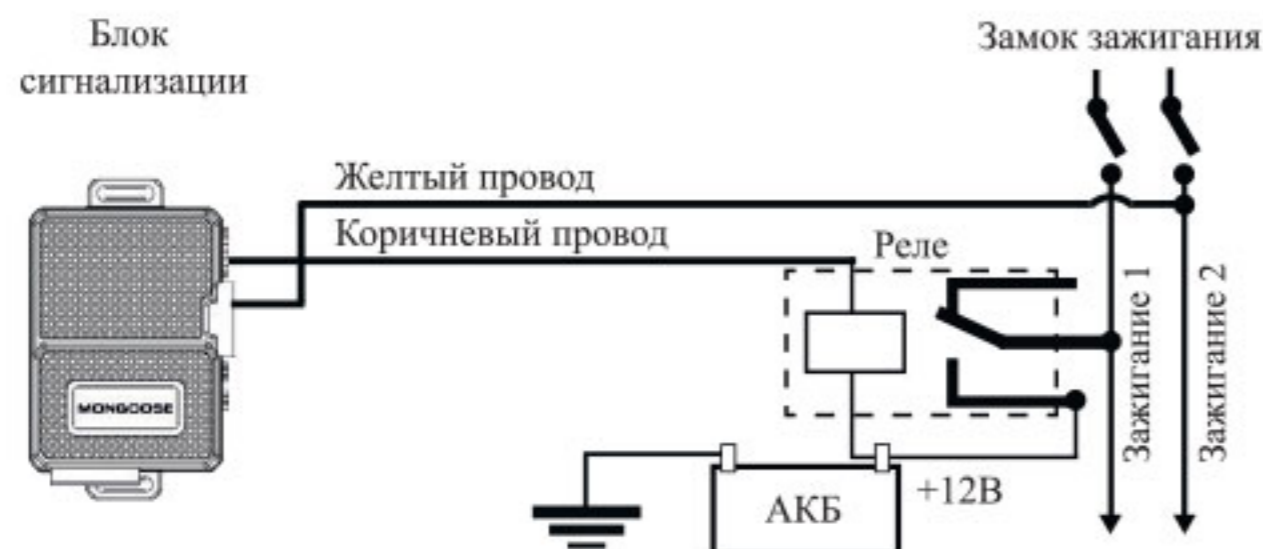 Блок
сигнализации
Замок зажигания
Желтый провод
Коричневый провод
Реле
Зажигание 1
Зажигание 2
MONGOOSE
АКБ
+12В